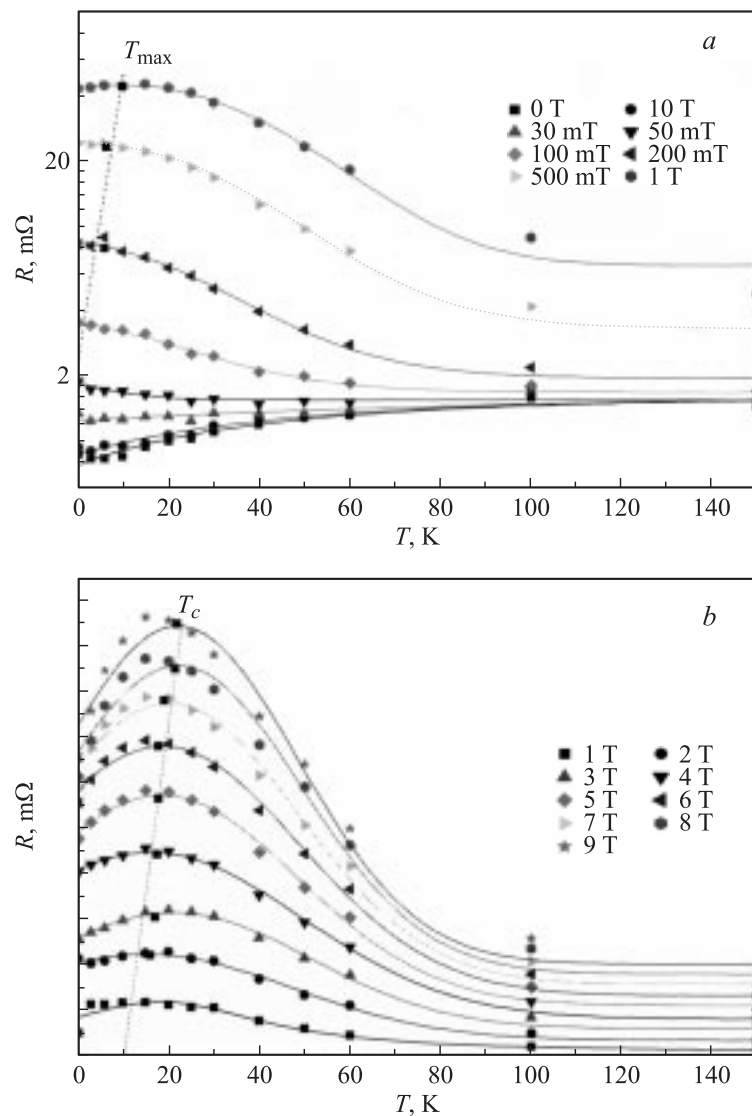 T_max
a
0 T 10 T
30 mT 50 mT
100 mT 200 mT
500 mT 1 T
20
2
R, mΩ
0 20 40 60 80 100 120 140
T, K
T_c
b
1 T 2 T
3 T 4 T
5 T 6 T
7 T 8 T
9 T
R, mΩ
0 20 40 60 80 100 120 140
T, K